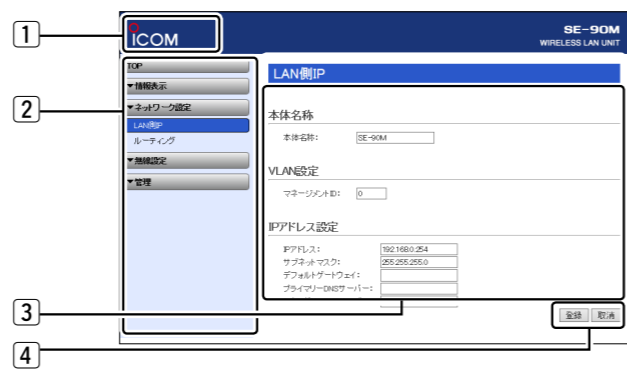 1
ICOM
SE-90M
WIRELESS LAN UNIT
2
TOP
▼情報表示
▼ネットワーク設定
LAN側IP
ルーティング
▼無線設定
▼管理
LAN側IP
本体名称
本体名称: SE-90M
VLAN設定
マネージメントID: 0
IPアドレス設定
IPアドレス: 192.168.0.254
サブネットマスク: 255.255.255.0
デフォルトゲートウェイ:
プライマリーDNSサーバー:
3
登録 取消
4